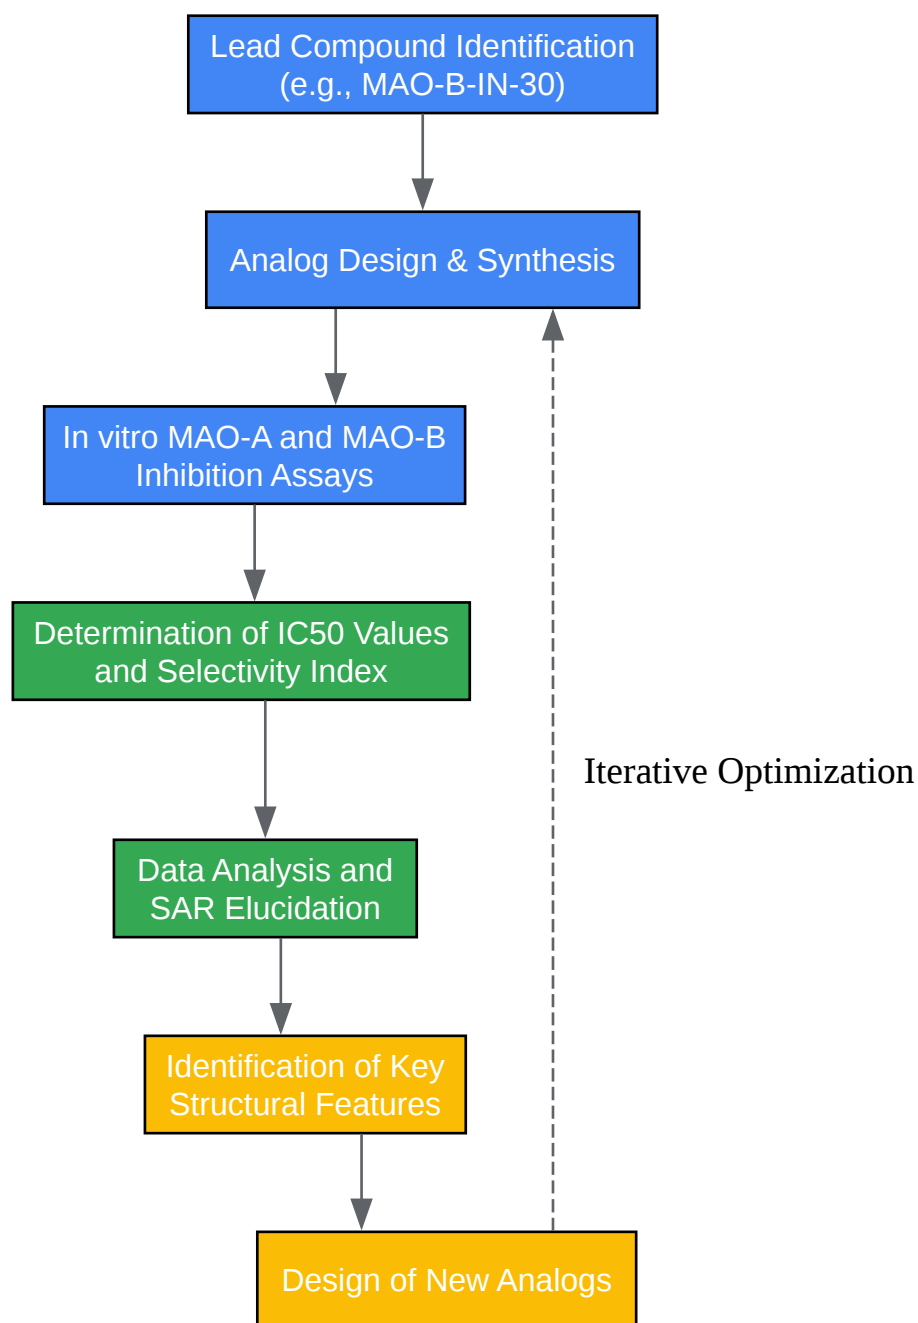 Lead Compound Identification
(e.g., MAO-B-IN-30)
Analog Design & Synthesis
In vitro MAO-A and MAO-B
Inhibition Assays
Determination of IC50 Values
and Selectivity Index
Iterative Optimization
Data Analysis and
SAR Elucidation
Identification of Key
Structural Features
Design of New Analogs